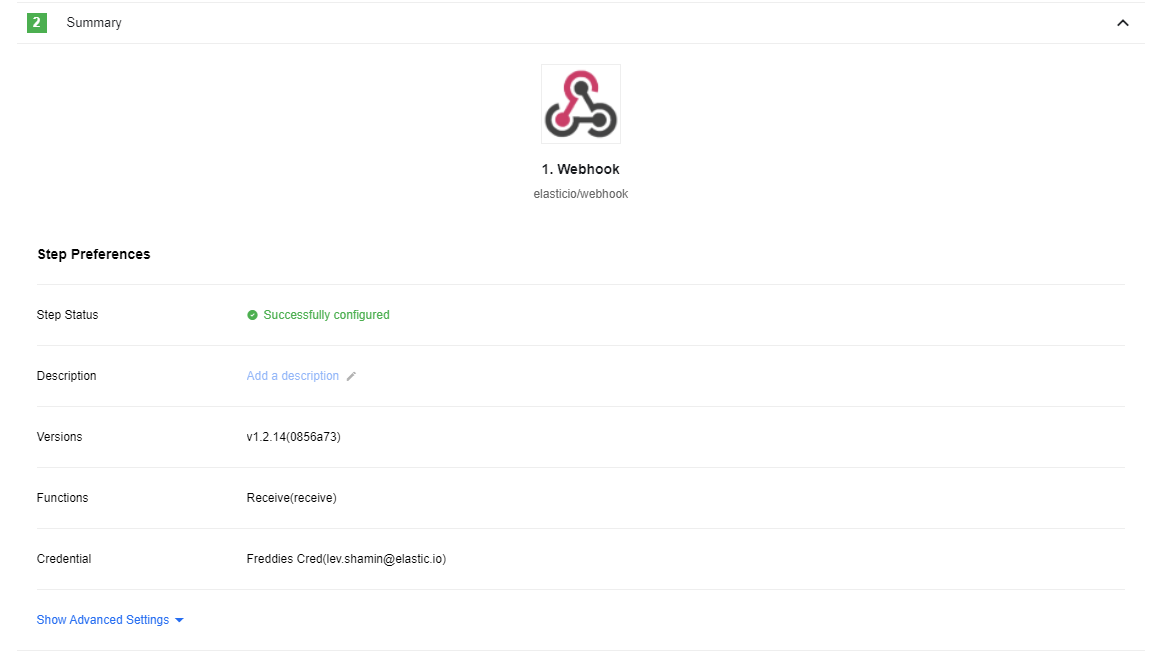 2 Summary
1. Webhook
elasticio/webhook
Step Preferences
Step Status Successfully configured
Description Add a description
Versions v1.2.14(0856a73)
Functions Receive(receive)
Credential Freddies Cred(lev.shamin@elastic.io)
Show Advanced Settings